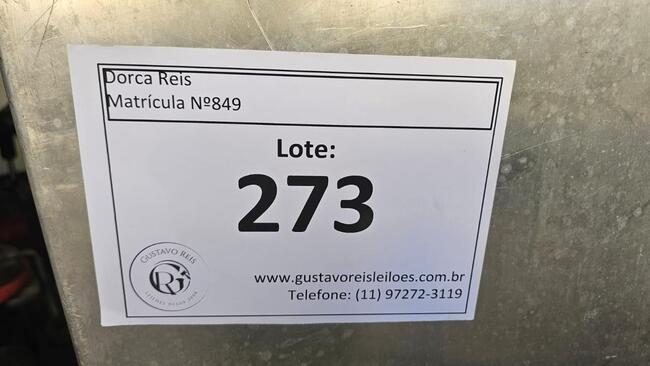 Dorca Reis
Matrícula Nº849
Lote:
273
GUSTAVO REIS
www.gustavoreisleiloes.com.br
Telefone: (11) 97272-3119